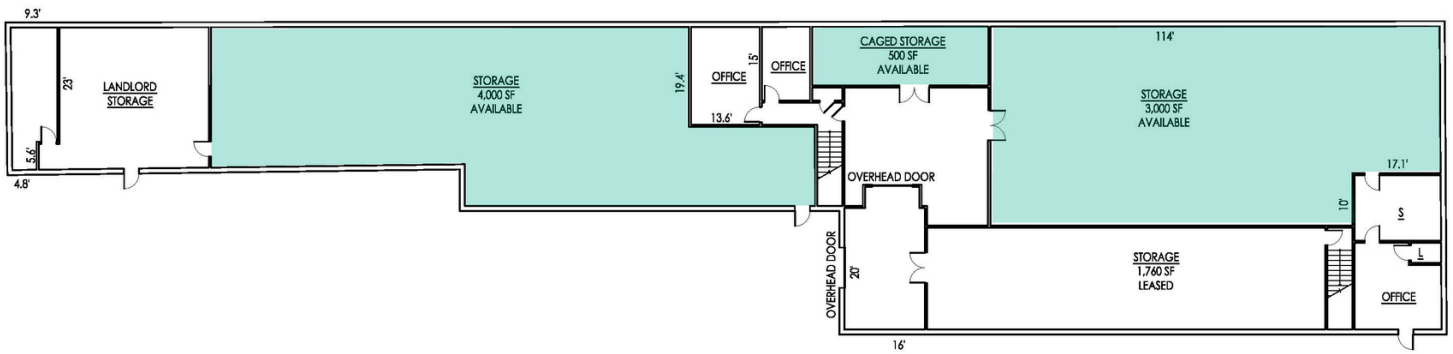 9.3'
23'
LANDLORD
STORAGE
5.6'
4.8'
STORAGE
4,000 SF
AVAILABLE
19.4'
OFFICE
13.6'
15'
OFFICE
CAGED STORAGE
500 SF
AVAILABLE
OVERHEAD DOOR
OVERHEAD DOOR
20'
16'
114'
STORAGE
3,000 SF
AVAILABLE
17.1'
10'
S
L
OFFICE
STORAGE
1,760 SF
LEASED